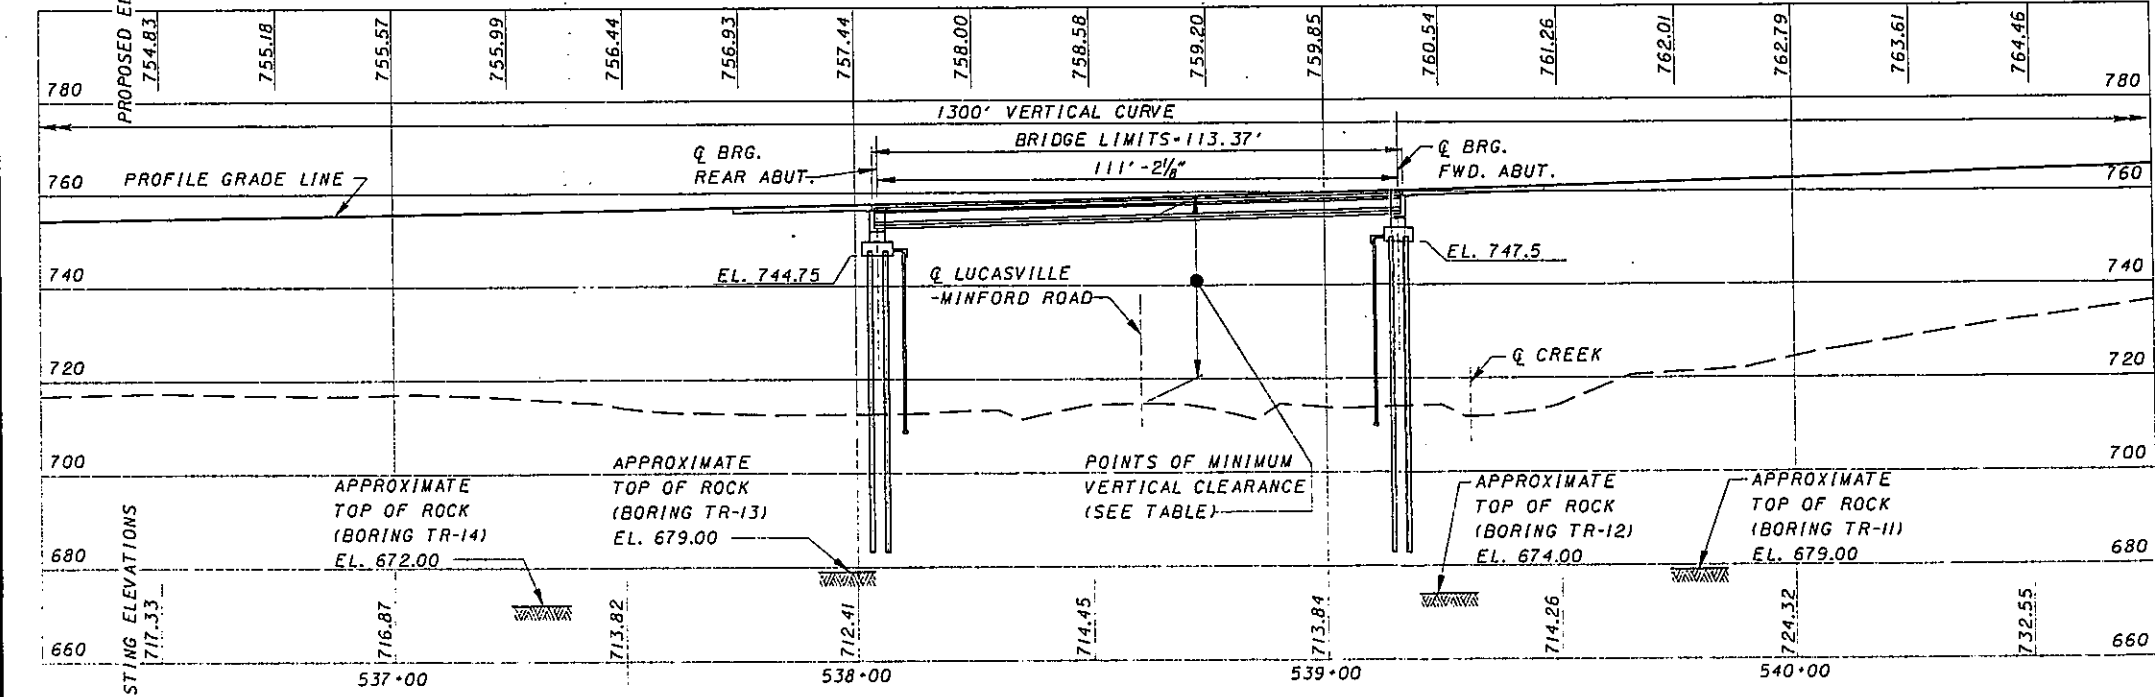 PROPOSED EL
754.83
755.18
755.57
755.99
756.44
756.93
757.44
758.00
758.58
759.20
759.85
760.54
761.26
762.01
762.79
763.61
764.46
780
780
1300' VERTICAL CURVE
BRIDGE LIMITS=113.37'
111'-2⅛"
℄ BRG.
REAR ABUT.
℄ BRG.
FWD. ABUT.
760
PROFILE GRADE LINE
760
EL. 744.75
EL. 747.5
740
740
℄ LUCASVILLE
-MINFORD ROAD
℄ CREEK
720
720
700
700
APPROXIMATE
TOP OF ROCK
(BORING TR-14)
EL. 672.00
APPROXIMATE
TOP OF ROCK
(BORING TR-13)
EL. 679.00
POINTS OF MINIMUM
VERTICAL CLEARANCE
(SEE TABLE)
APPROXIMATE
TOP OF ROCK
(BORING TR-12)
EL. 674.00
APPROXIMATE
TOP OF ROCK
(BORING TR-11)
EL. 679.00
680
680
STING ELEVATIONS
717.33
716.87
713.82
712.41
714.45
713.84
714.26
724.32
732.55
660
660
537+00
538+00
539+00
540+00